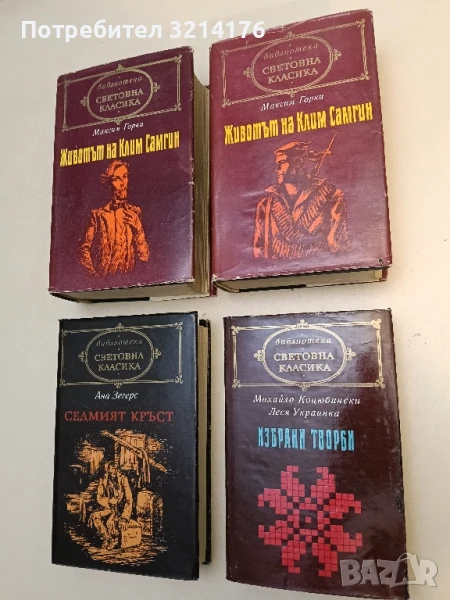 Потребител 3214176
библиотека
СВЕТОВНА
КЛАСИКА
Максим Горки
Животът на Клим Самгин
библиотека
СВЕТОВНА
КЛАСИКА
Максим Горки
Животът на Клим Самгин
библиотека
СВЕТОВНА
КЛАСИКА
Ана Зегерс
СЕДМИЯТ КРЪСТ
библиотека
СВЕТОВНА
КЛАСИКА
Михайло Коцюбински
Леся Украинка
ИЗБРАНИ ТВОРБИ
BAZAR